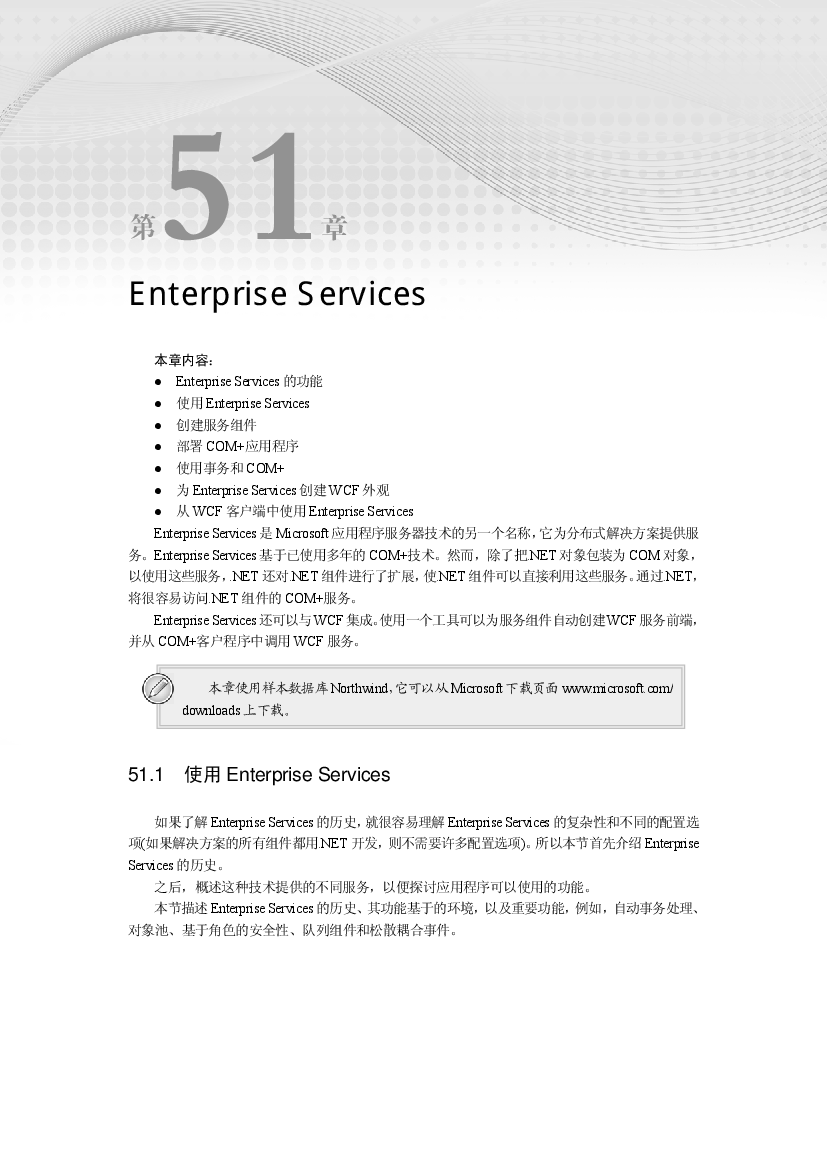 第51章
Enterprise Services
本章内容：
● Enterprise Services 的功能
● 使用 Enterprise Services
● 创建服务组件
● 部署 COM+应用程序
● 使用事务和 COM+
● 为 Enterprise Services 创建 WCF 外观
● 从 WCF 客户端中使用 Enterprise Services
Enterprise Services 是 Microsoft 应用程序服务器技术的另一个名称，它为分布式解决方案提供服
务。Enterprise Services 基于已使用多年的 COM+技术。然而，除了把.NET 对象包装为 COM 对象，
以使用这些服务，.NET 还对.NET 组件进行了扩展，使.NET 组件可以直接利用这些服务。通过.NET，
将很容易访问.NET 组件的 COM+服务。
Enterprise Services 还可以与 WCF 集成。使用一个工具可以为服务组件自动创建 WCF 服务前端，
并从 COM+客户程序中调用 WCF 服务。
本章使用样本数据库 Northwind，它可以从 Microsoft 下载页面 www.microsoft.com/
downloads 上下载。
51.1 使用 Enterprise Services
如果了解 Enterprise Services 的历史，就很容易理解 Enterprise Services 的复杂性和不同的配置选
项(如果解决方案的所有组件都用.NET 开发，则不需要许多配置选项)。所以本节首先介绍 Enterprise
Services 的历史。
之后，概述这种技术提供的不同服务，以便探讨应用程序可以使用的功能。
本节描述 Enterprise Services 的历史、其功能基于的环境，以及重要功能，例如，自动事务处理、
对象池、基于角色的安全性、队列组件和松散耦合事件。